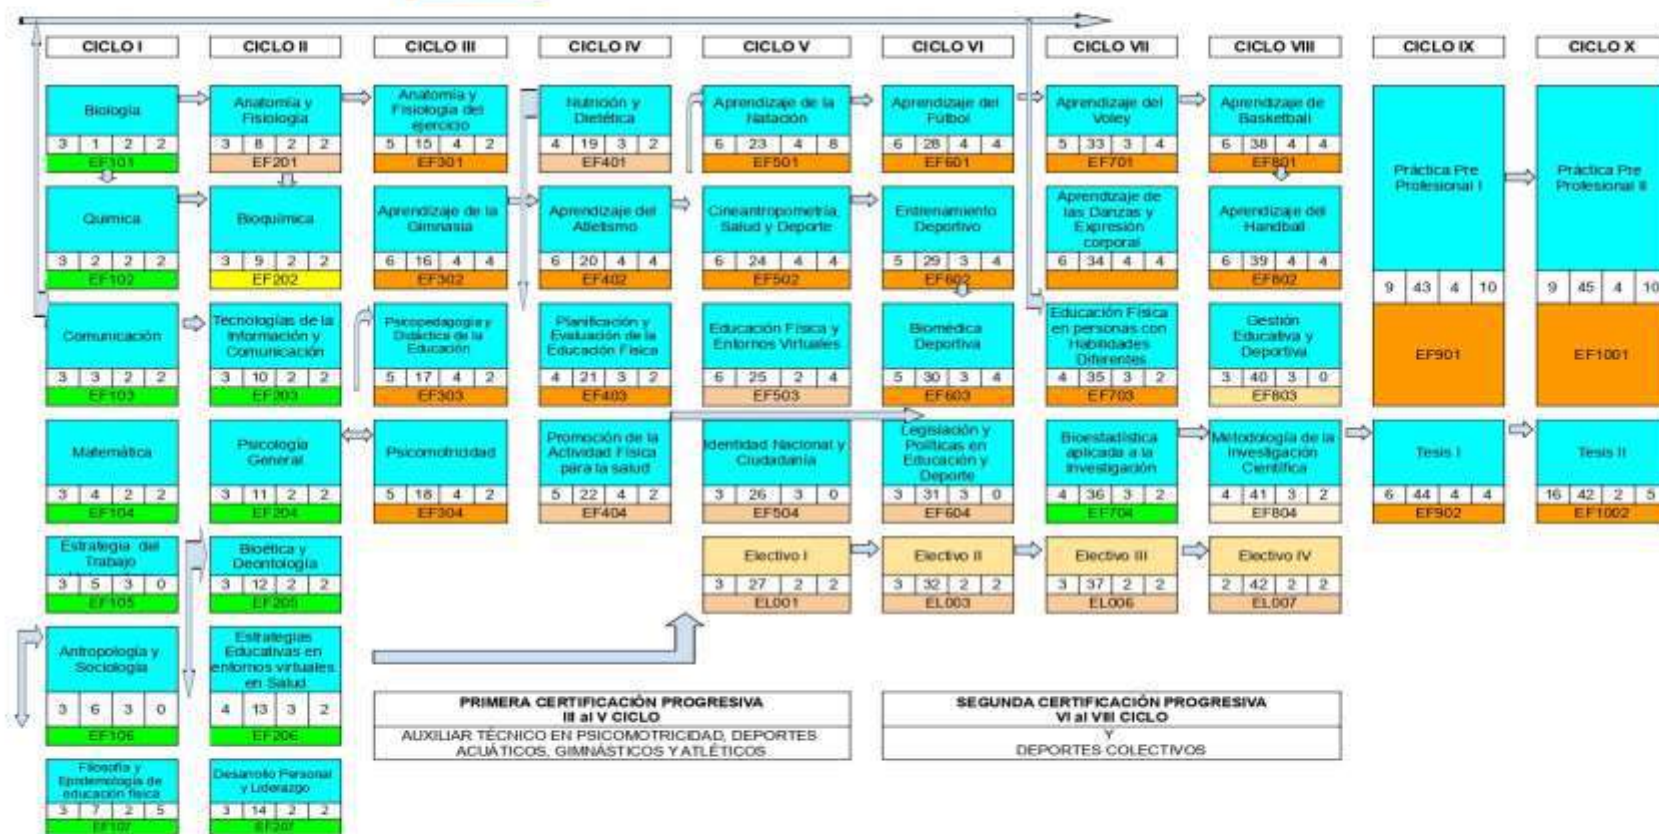 CICLO I
CICLO II
CICLO III
CICLO IV
CICLO V
CICLO VI
CICLO VII
CICLO VIII
CICLO IX
CICLO X
Biología
3 1 2 2
EF101
Anatomía y
Fisiología
3 8 2 2
EF201
Anatomía y
Fisiología del
ejercicio
5 15 4 2
EF301
Nutrición y
Dietética
4 19 3 2
EF401
Aprendizaje de la
Natación
6 23 4 8
EF501
Aprendizaje del
Fútbol
6 28 4 4
EF601
Aprendizaje del
Voley
5 33 3 4
EF701
Aprendizaje de
Basketball
6 38 4 4
EF801
Práctica Pre
Profesional I
9 43 4 10
EF901
Práctica Pre
Profesional II
9 45 4 10
EF1001
Química
3 2 2 2
EF102
Bioquímica
3 9 2 2
EF202
Aprendizaje de la
Gimnasia
6 16 4 4
EF302
Aprendizaje del
Atletismo
6 20 4 4
EF402
Cineantropometría,
Salud y Deporte
6 24 4 4
EF502
Entrenamiento
Deportivo
5 29 3 4
EF602
Aprendizaje de
las Danzas y
Expresión
corporal
6 34 4 4
Aprendizaje del
Handball
6 39 4 4
EF802
Comunicación
3 3 2 2
EF103
Tecnologías de la
Información y
Comunicación
3 10 2 2
EF203
Psicopedagogía y
Didáctica de la
Educación
5 17 4 2
EF303
Planificación y
Evaluación de la
Educación Física
4 21 3 2
EF403
Educación Física y
Entornos Virtuales
6 25 2 4
EF503
Biomédica
Deportiva
5 30 3 4
EF603
Educación Física
en personas con
Habilidades
Diferentes
4 35 3 2
EF703
Gestión
Educativa y
Deportiva
3 40 3 0
EF803
Matemática
3 4 2 2
EF104
Psicología
General
3 11 2 2
EF204
Psicomotricidad
5 18 4 2
EF304
Promoción de la
Actividad Física
para la salud
5 22 4 2
EF404
Identidad Nacional y
Ciudadanía
3 26 3 0
EF504
Legislación y
Políticas en
Educación y
Deporte
3 31 3 0
EF604
Bioestadística
aplicada a la
Investigación
4 36 3 2
EF704
Metodología de la
Investigación
Científica
4 41 3 2
EF804
Tesis I
6 44 4 4
EF902
Tesis II
16 42 2 5
EF1002
Estrategia del
Trabajo
3 5 3 0
EF105
Bioética y
Deontología
3 12 2 2
EF205
Electivo I
3 27 2 2
EL001
Electivo II
3 32 2 2
EL003
Electivo III
3 37 2 2
EL006
Electivo IV
2 42 2 2
EL007
Antropología y
Sociología
3 6 3 0
EF106
Estrategias
Educativas en
entornos virtuales
en Salud
4 13 3 2
EF206
Filosofía y
Epistemología de
educación física
3 7 2 5
EF107
Desarrollo Personal
y Liderazgo
3 14 2 2
EF207
PRIMERA CERTIFICACIÓN PROGRESIVA
III al V CICLO
AUXILIAR TÉCNICO EN PSICOMOTRICIDAD, DEPORTES
ACUÁTICOS, GIMNÁSTICOS Y ATLÉTICOS
SEGUNDA CERTIFICACIÓN PROGRESIVA
VI al VIII CICLO
Y
DEPORTES COLECTIVOS